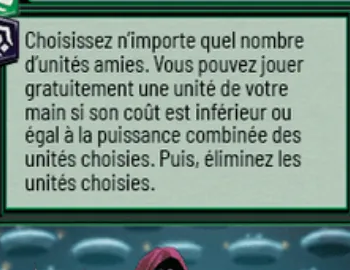 Choisissez n'importe quel nombre
d'unités amies. Vous pouvez jouer
gratuitement une unité de votre
main si son coût est inférieur ou
égal à la puissance combinée des
unités choisies. Puis, éliminez les
unités choisies.